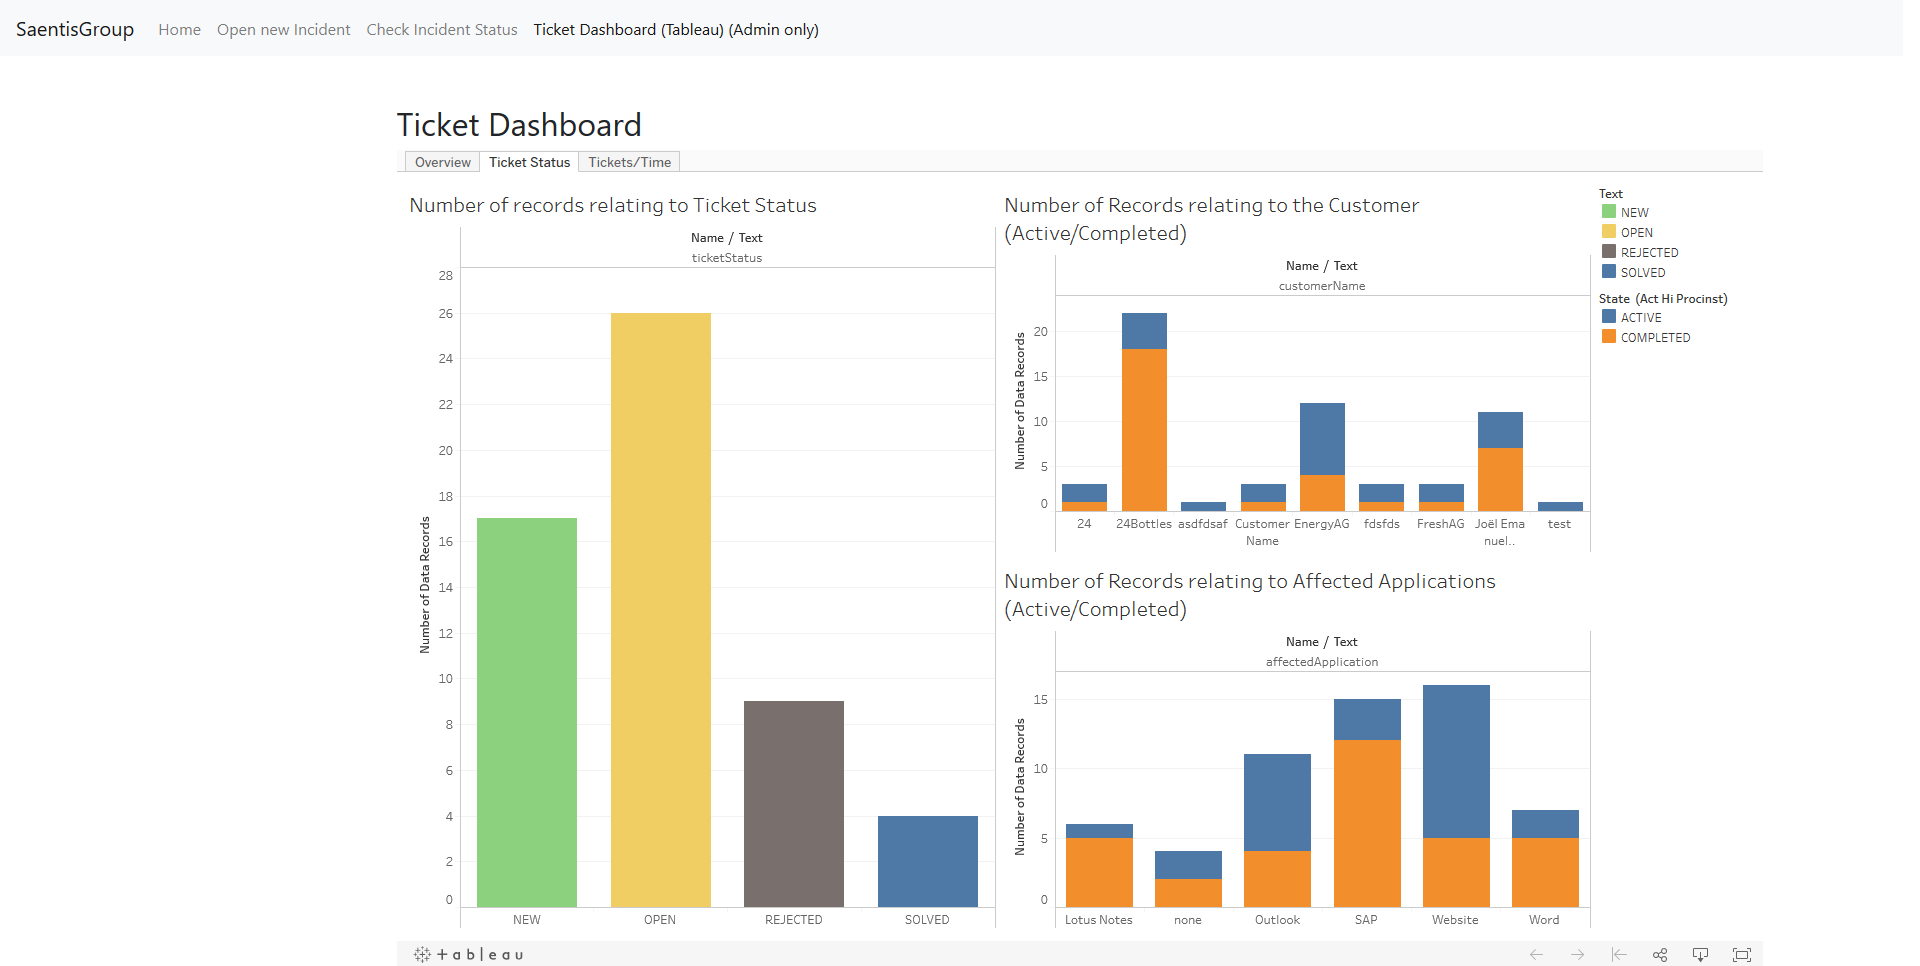 SaentisGroup Home Open new Incident Check Incident Status Ticket Dashboard (Tableau) (Admin only)
Ticket Dashboard
Overview Ticket Status Tickets/Time
Number of records relating to Ticket Status
Name / Text
ticketStatus
Number of Data Records
28
26
24
22
20
18
16
14
12
10
8
6
4
2
0
NEW OPEN REJECTED SOLVED
Number of Records relating to the Customer
(Active/Completed)
Name / Text
customerName
Number of Data Records
20
15
10
5
0
24 24Bottles asdfdsaf Customer EnergyAG fdsfds FreshAG Joël Ema test
Name nuel..
Number of Records relating to Affected Applications
(Active/Completed)
Name / Text
affectedApplication
Number of Data Records
15
10
5
0
Lotus Notes none Outlook SAP Website Word
Text
NEW
OPEN
REJECTED
SOLVED
State (Act Hi Procinst)
ACTIVE
COMPLETED
+ableau